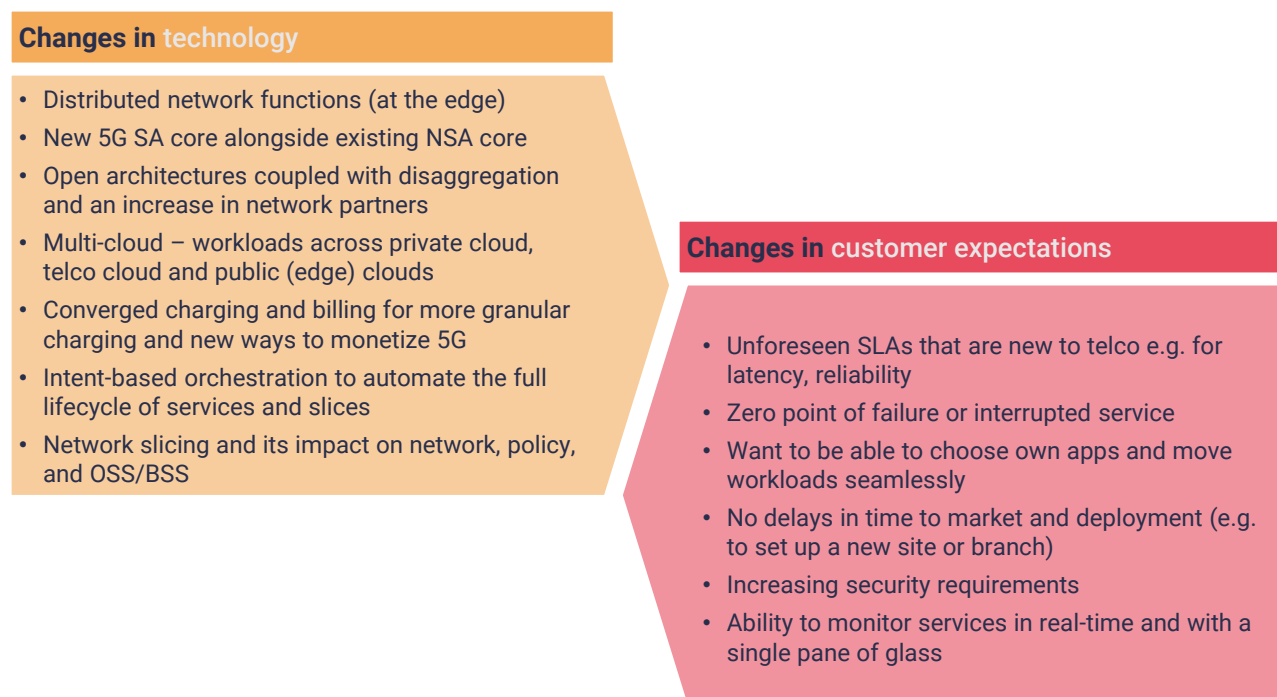 Changes in technology
• Distributed network functions (at the edge)
• New 5G SA core alongside existing NSA core
• Open architectures coupled with disaggregation
and an increase in network partners
• Multi-cloud – workloads across private cloud,
telco cloud and public (edge) clouds
• Converged charging and billing for more granular
charging and new ways to monetize 5G
• Intent-based orchestration to automate the full
lifecycle of services and slices
• Network slicing and its impact on network, policy,
and OSS/BSS
Changes in customer expectations
• Unforeseen SLAs that are new to telco e.g. for
latency, reliability
• Zero point of failure or interrupted service
• Want to be able to choose own apps and move
workloads seamlessly
• No delays in time to market and deployment (e.g.
to set up a new site or branch)
• Increasing security requirements
• Ability to monitor services in real-time and with a
single pane of glass